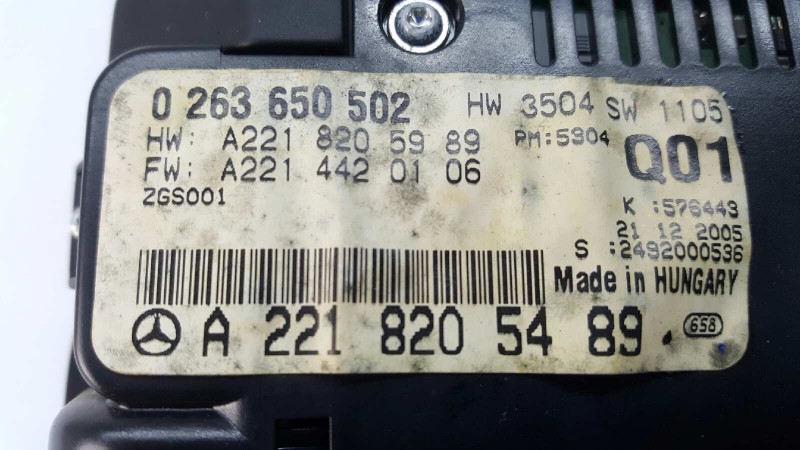 0 263 650 502 HW 3504 SW 1105
HW: A221 820 59 89 PM:5304
FW: A221 442 01 06 Q01
ZGS001
K :576443
21 12 2005
S :2492000536
Made in HUNGARY
A 221 820 54 89. 658